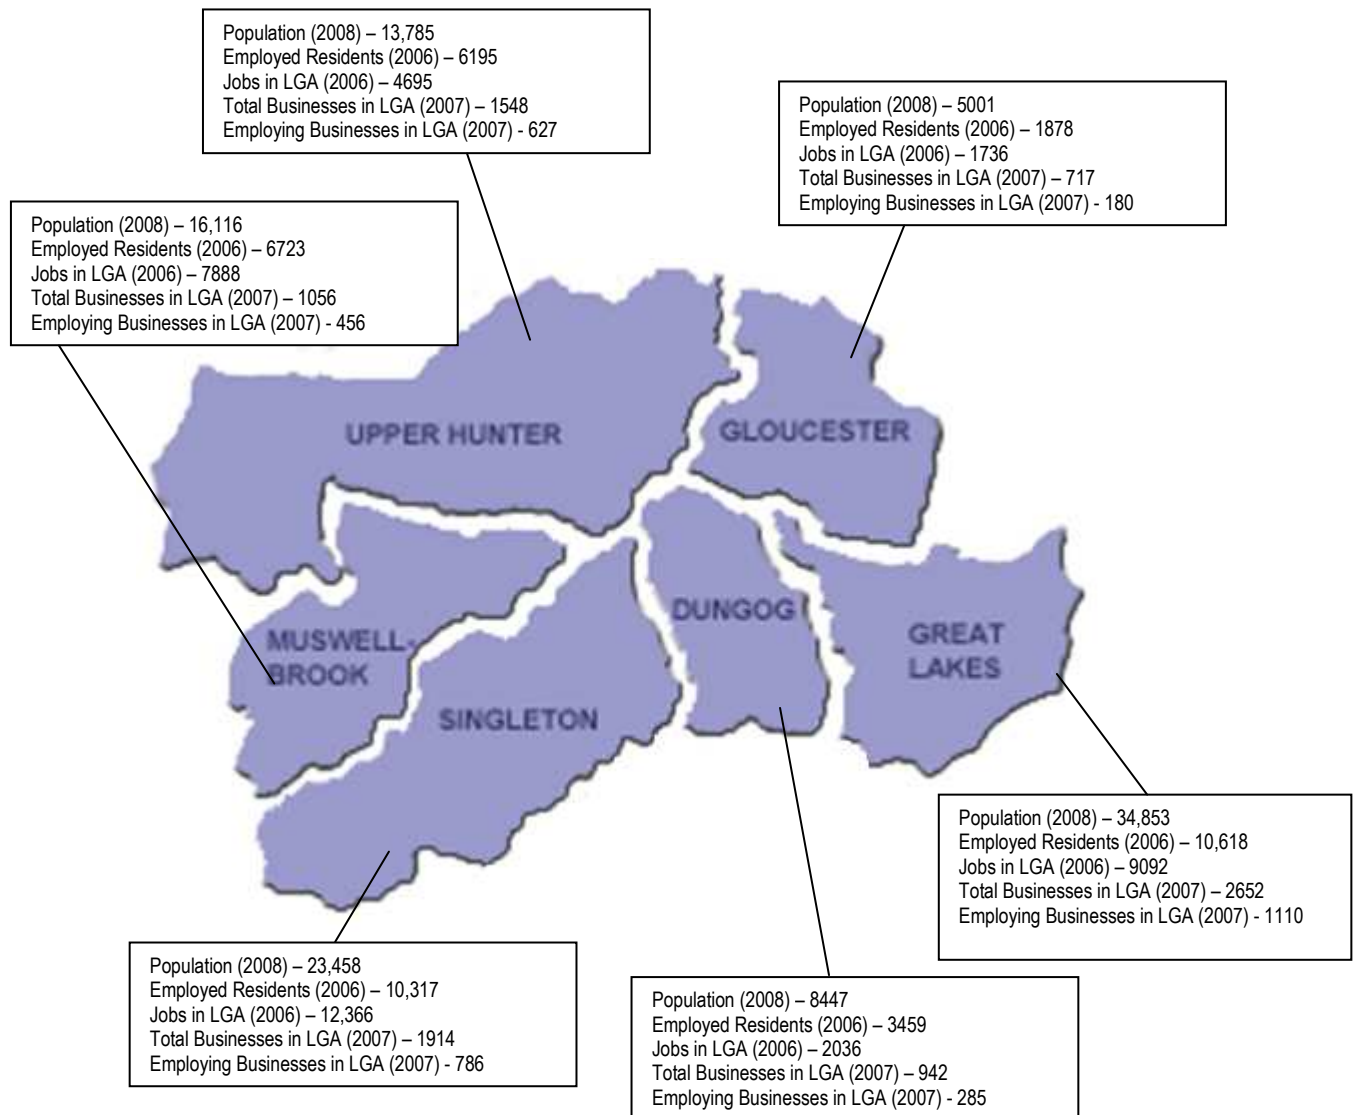 Population (2008) – 13,785
Employed Residents (2006) – 6195
Jobs in LGA (2006) – 4695
Total Businesses in LGA (2007) – 1548
Employing Businesses in LGA (2007) - 627
Population (2008) – 5001
Employed Residents (2006) – 1878
Jobs in LGA (2006) – 1736
Total Businesses in LGA (2007) – 717
Employing Businesses in LGA (2007) - 180
Population (2008) – 16,116
Employed Residents (2006) – 6723
Jobs in LGA (2006) – 7888
Total Businesses in LGA (2007) – 1056
Employing Businesses in LGA (2007) - 456
UPPER HUNTER
GLOUCESTER
MUSWELL-
BROOK
SINGLETON
DUNGOG
GREAT
LAKES
Population (2008) – 34,853
Employed Residents (2006) – 10,618
Jobs in LGA (2006) – 9092
Total Businesses in LGA (2007) – 2652
Employing Businesses in LGA (2007) - 1110
Population (2008) – 23,458
Employed Residents (2006) – 10,317
Jobs in LGA (2006) – 12,366
Total Businesses in LGA (2007) – 1914
Employing Businesses in LGA (2007) - 786
Population (2008) – 8447
Employed Residents (2006) – 3459
Jobs in LGA (2006) – 2036
Total Businesses in LGA (2007) – 942
Employing Businesses in LGA (2007) - 285